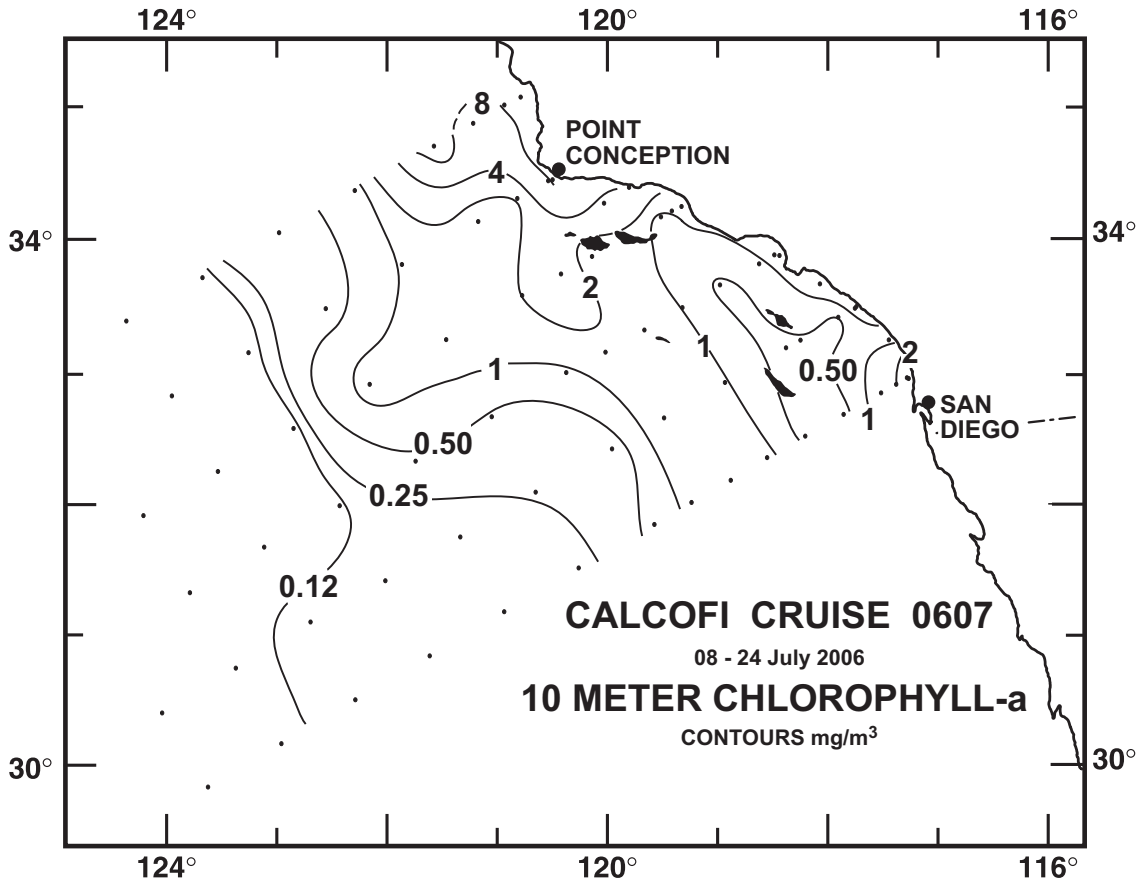 124° 120° 116°
8
POINT
CONCEPTION
4
34° 34°
2
1
2
1
0.50
SAN
DIEGO
1
0.50
0.25
0.12
CALCOFI CRUISE 0607
08 - 24 July 2006
10 METER CHLOROPHYLL-a
CONTOURS mg/m³
30° 30°
124° 120° 116°